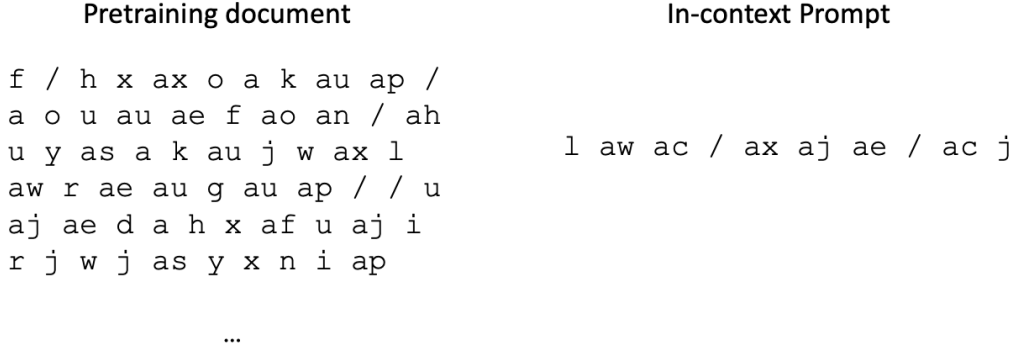 Pretraining document
f / h x ax o a k au ap /
a o u au ae f ao an / ah
u y as a k au j w ax l
aw r ae au g au ap / / u
aj ae d a h x af u aj i
r j w j as y x n i ap
...
In-context Prompt
l aw ac / ax aj ae / ac j